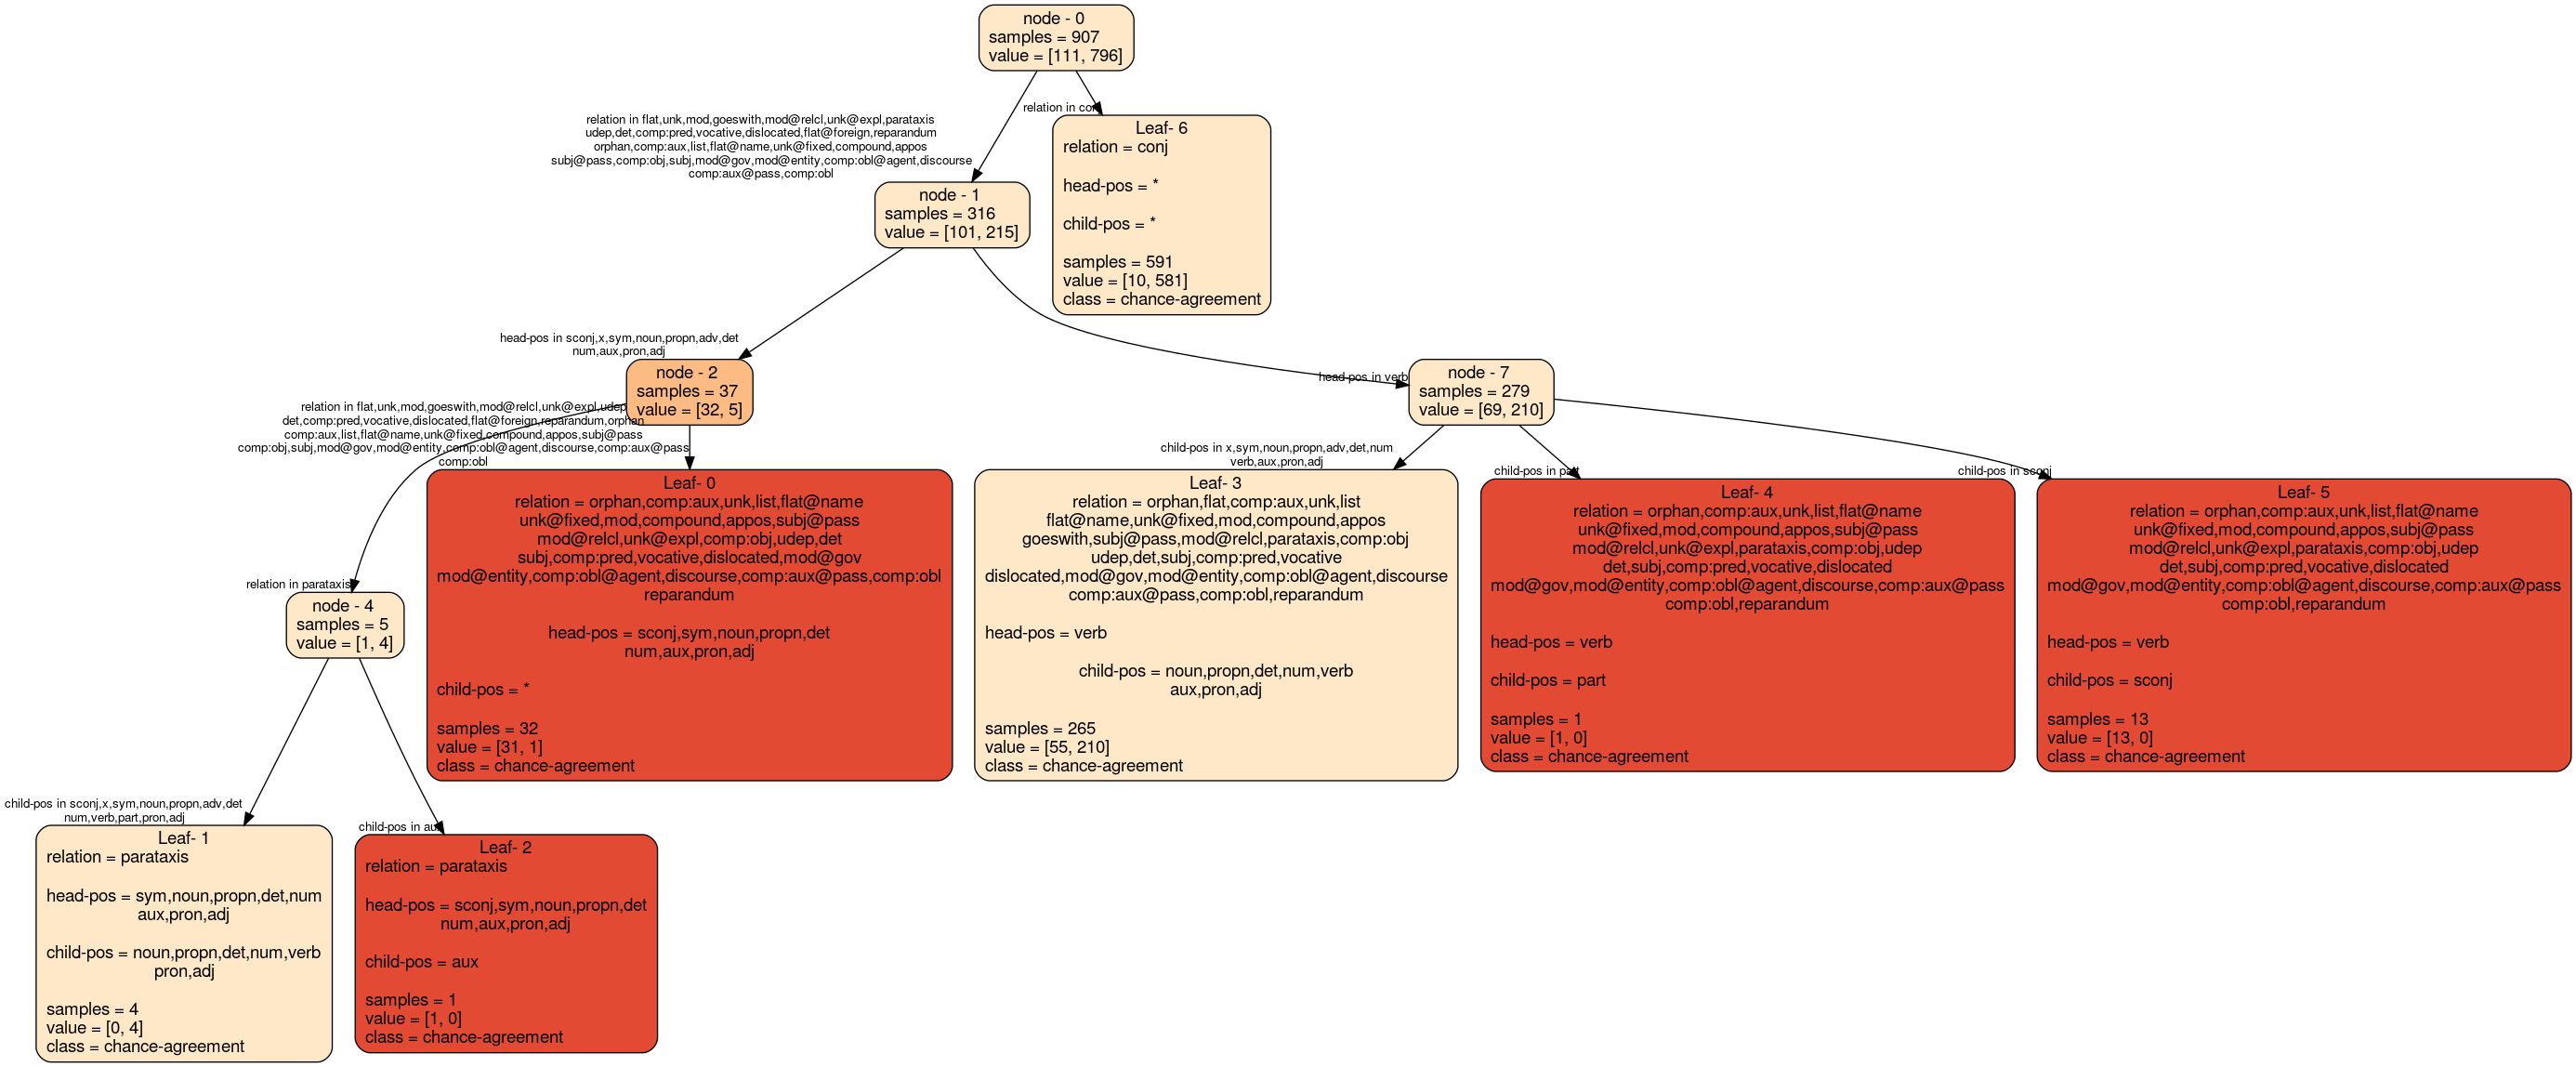 node - 0
samples = 907
value = [111, 796]
relation in flat,unk,mod,goeswith,mod@relcl,unk@expl,parataxis
udep,det,comp:pred,vocative,dislocated,flat@foreign,reparandum
orphan,comp:aux,list,flat@name,unk@fixed,compound,appos
subj@pass,comp:obj,subj,mod@gov,mod@entity,comp:obl@agent,discourse
comp:aux@pass,comp:obl
relation in
Leaf- 6
relation = conj
head-pos = *
child-pos = *
samples = 591
value = [10, 581]
class = chance-agreement
node - 1
samples = 316
value = [101, 215]
head-pos in sconj,x,sym,noun,propn,adv,det
num,aux,pron,adj
node - 2
samples = 37
value = [32, 5]
head-pos in verb
node - 7
samples = 279
value = [69, 210]
relation in flat,unk,mod,goeswith,mod@relcl,unk@expl,udep
det,comp:pred,vocative,dislocated,flat@foreign,reparandum,orphan
comp:aux,list,flat@name,unk@fixed,compound,appos,subj@pass
comp:obj,subj,mod@gov,mod@entity,comp:obl@agent,discourse,comp:aux@pass
comp:obl
Leaf- 0
relation = orphan,comp:aux,unk,list,flat@name
unk@fixed,mod,compound,appos,subj@pass
mod@relcl,unk@expl,comp:obj,udep,det
subj,comp:pred,vocative,dislocated,mod@gov
mod@entity,comp:obl@agent,discourse,comp:aux@pass,comp:obl
reparandum
head-pos = sconj,sym,noun,propn,det
num,aux,pron,adj
child-pos = *
samples = 32
value = [31, 1]
class = chance-agreement
child-pos in x,sym,noun,propn,adv,det,num
verb,aux,pron,adj
Leaf- 3
relation = orphan,flat,comp:aux,unk,list
flat@name,unk@fixed,mod,compound,appos
goeswith,subj@pass,mod@relcl,parataxis,comp:obj
udep,det,subj,comp:pred,vocative
dislocated,mod@gov,mod@entity,comp:obl@agent,discourse
comp:aux@pass,comp:obl,reparandum
head-pos = verb
child-pos = noun,propn,det,num,verb
aux,pron,adj
samples = 265
value = [55, 210]
class = chance-agreement
child-pos in part
Leaf- 4
relation = orphan,comp:aux,unk,list,flat@name
unk@fixed,mod,compound,appos,subj@pass
mod@relcl,unk@expl,parataxis,comp:obj,udep
det,subj,comp:pred,vocative,dislocated
mod@gov,mod@entity,comp:obl@agent,discourse,comp:aux@pass
comp:obl,reparandum
head-pos = verb
child-pos = part
samples = 1
value = [1, 0]
class = chance-agreement
child-pos in sconj
Leaf- 5
relation = orphan,comp:aux,unk,list,flat@name
unk@fixed,mod,compound,appos,subj@pass
mod@relcl,unk@expl,parataxis,comp:obj,udep
det,subj,comp:pred,vocative,dislocated
mod@gov,mod@entity,comp:obl@agent,discourse,comp:aux@pass
comp:obl,reparandum
head-pos = verb
child-pos = sconj
samples = 13
value = [13, 0]
class = chance-agreement
relation in parataxis
node - 4
samples = 5
value = [1, 4]
child-pos in sconj,x,sym,noun,propn,adv,det
num,verb,part,pron,adj
Leaf- 1
relation = parataxis
head-pos = sym,noun,propn,det,num
aux,pron,adj
child-pos = noun,propn,det,num,verb
pron,adj
samples = 4
value = [0, 4]
class = chance-agreement
child-pos in aux
Leaf- 2
relation = parataxis
head-pos = sconj,sym,noun,propn,det
num,aux,pron,adj
child-pos = aux
samples = 1
value = [1, 0]
class = chance-agreement